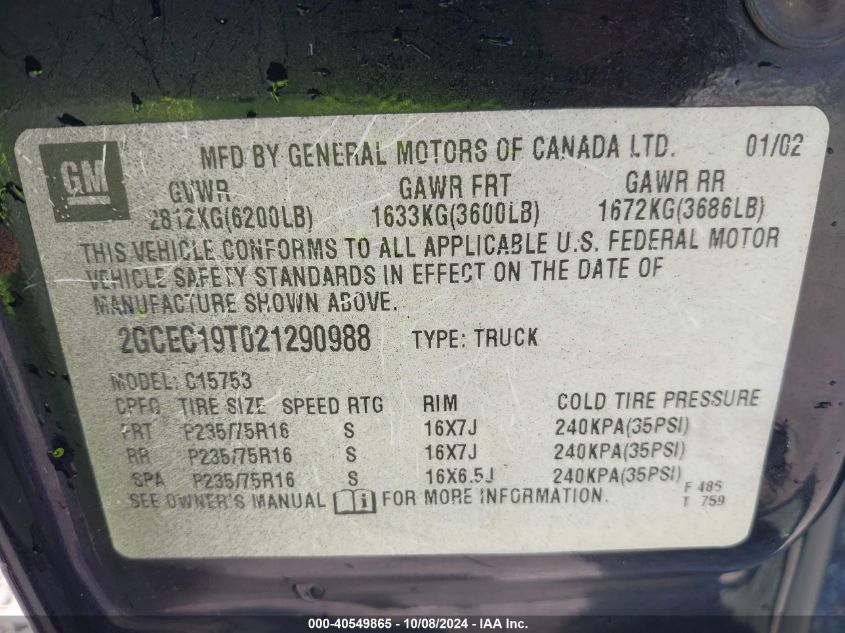 GM
MFD BY GENERAL MOTORS OF CANADA LTD. 01/02
GVWR GAWR FRT GAWR RR
2812KG(6200LB) 1633KG(3600LB) 1672KG(3686LB)
THIS VEHICLE CONFORMS TO ALL APPLICABLE U.S. FEDERAL MOTOR
VEHICLE SAFETY STANDARDS IN EFFECT ON THE DATE OF
MANUFACTURE SHOWN ABOVE.
2GCEC19T021290988 TYPE: TRUCK
MODEL: C15753
CPFG TIRE SIZE SPEED RTG RIM COLD TIRE PRESSURE
FRT P235/75R16 S 16X7J 240KPA(35PSI)
RR P235/75R16 S 16X7J 240KPA(35PSI)
SPA P235/75R16 S 16X6.5J 240KPA(35PSI)
SEE OWNER'S MANUAL i FOR MORE INFORMATION.
F 485
T 759
000-40549865 - 10/08/2024 - IAA Inc.